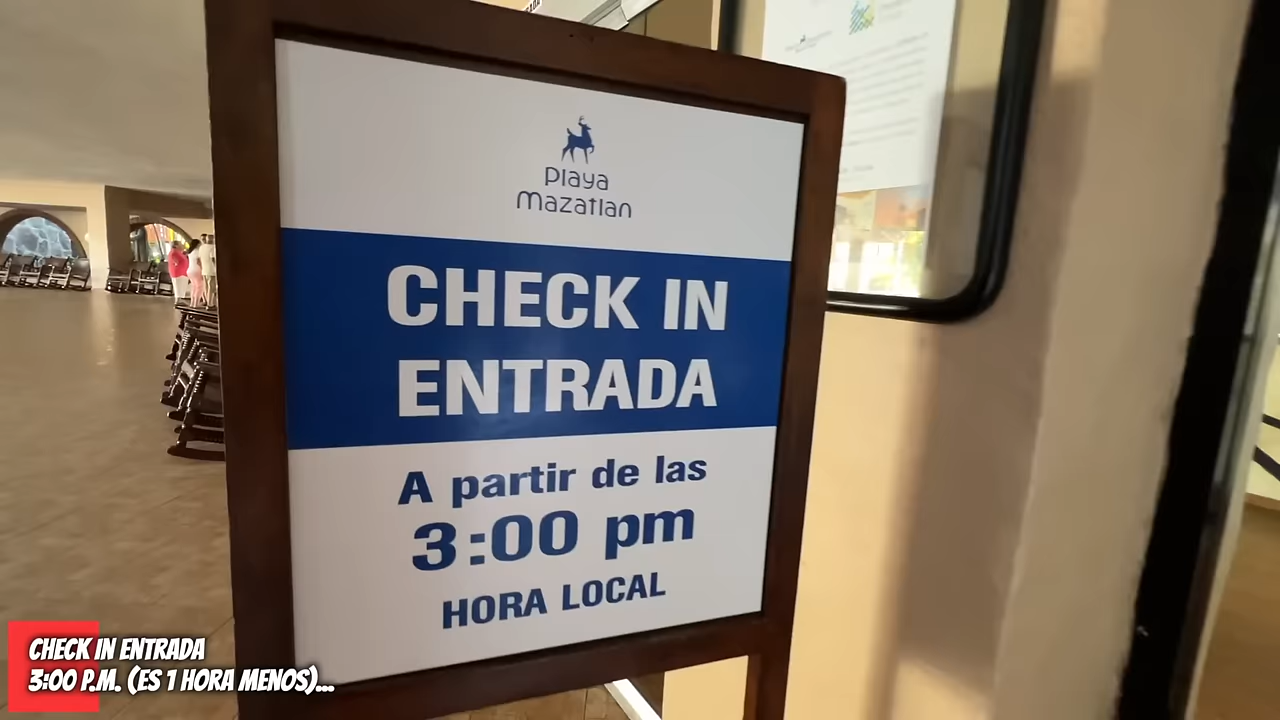 Playa
Mazatlan
CHECK IN
ENTRADA
A partir de las
3:00 pm
HORA LOCAL
CHECK IN ENTRADA
3:00 P.M. (ES 1 HORA MENOS)...